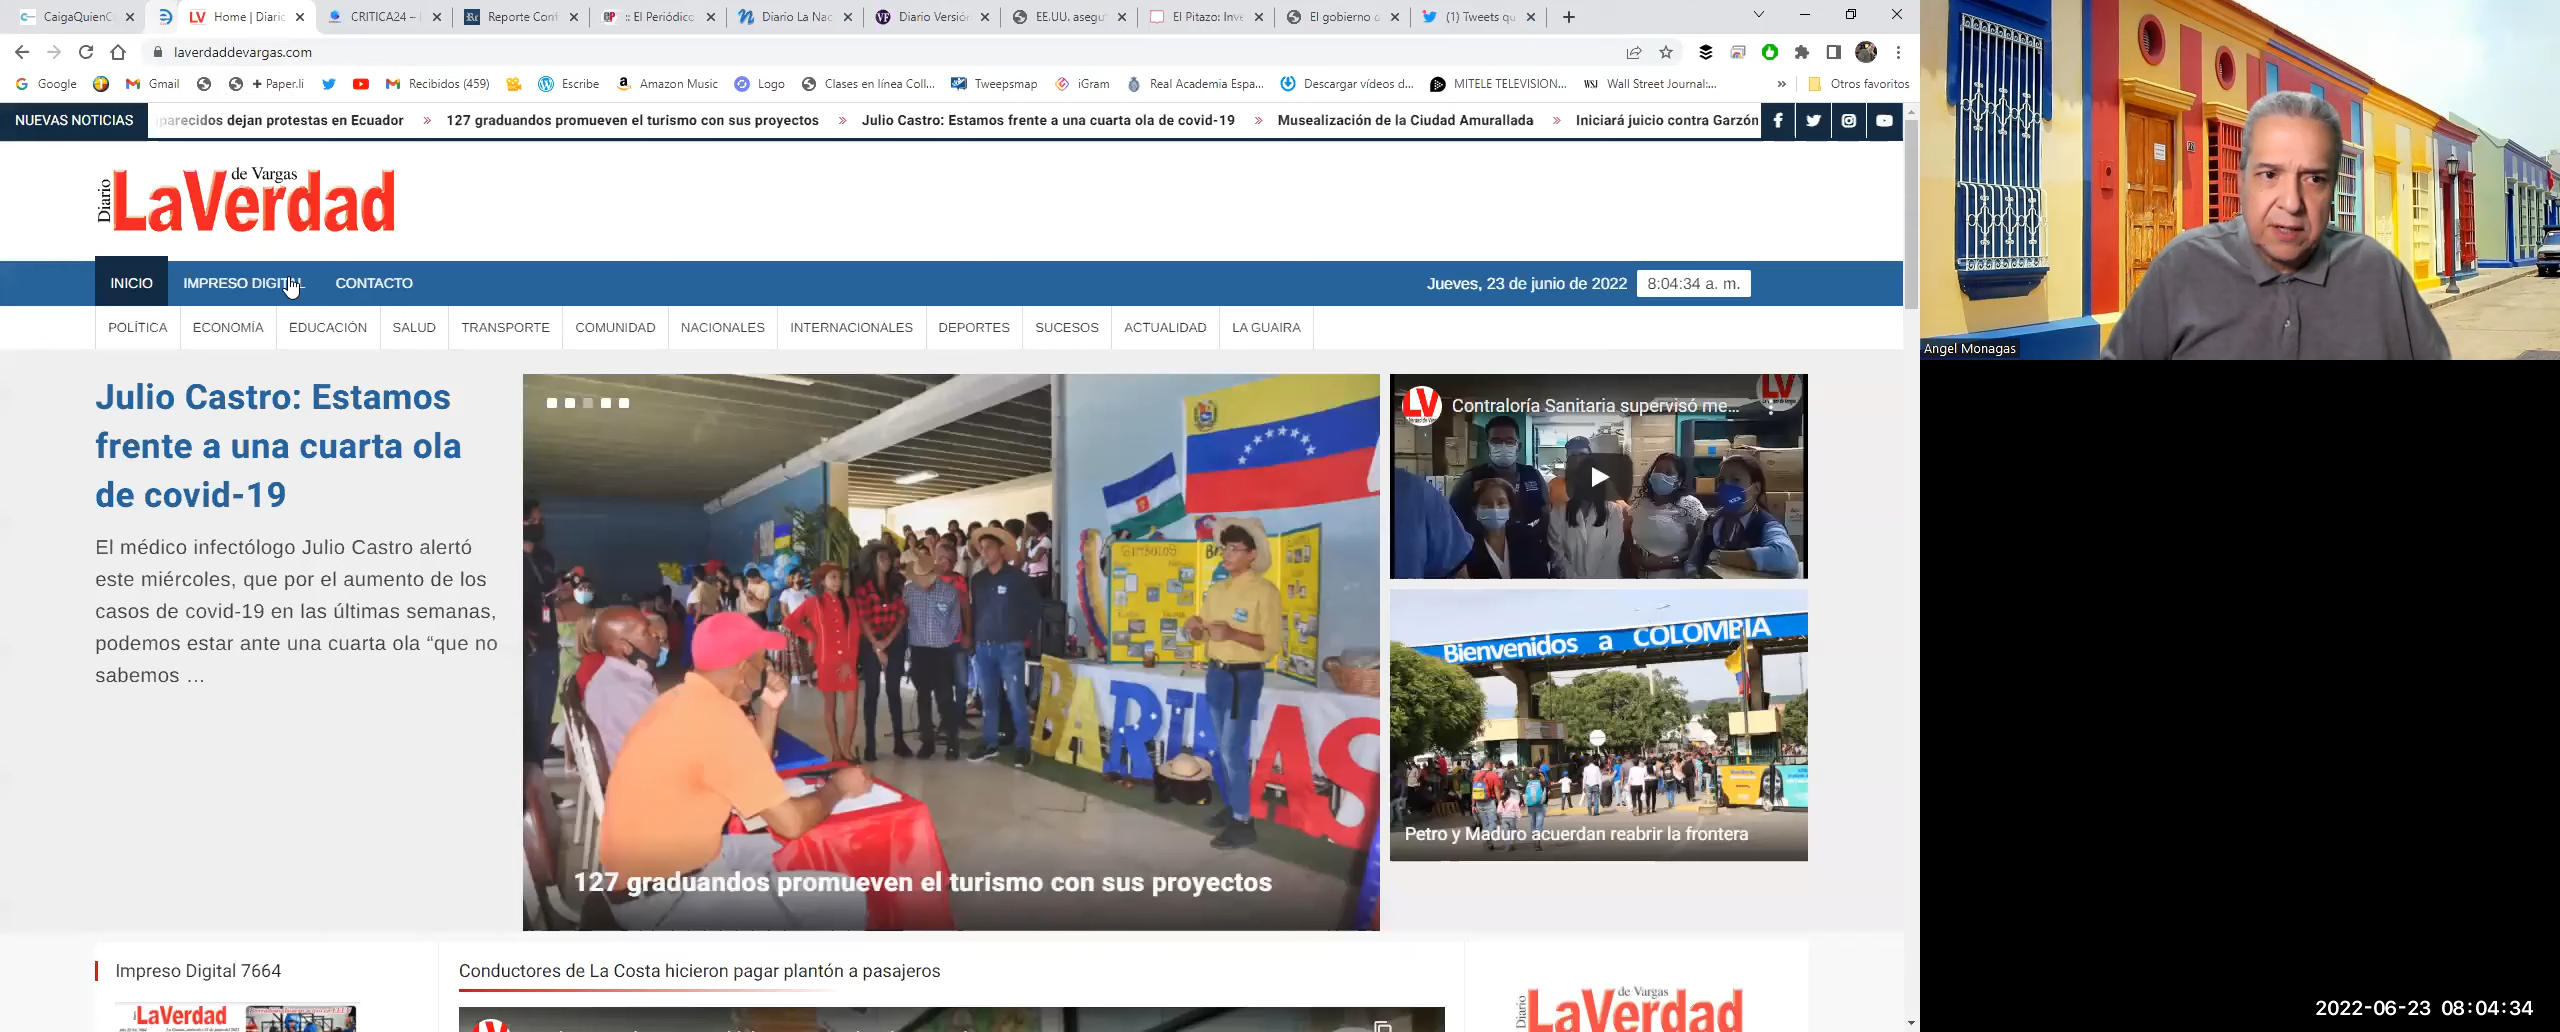 CaigaQuienC
Home | Diaric
CRITICA24 –
Reporte Conf
:: El Periódico
Diario La Nac
Diario Versió
EE.UU. asegu
El Pitazo: Inve
El gobierno d
(1) Tweets qu
laverdaddevargas.com
Google
Gmail
+ Paper.li
Recibidos (459)
Escribe
Amazon Music
Logo
Clases en línea Coll...
Tweepsmap
iGram
Real Academia Espa...
Descargar vídeos d...
MITELE TELEVISION...
WSJ Wall Street Journal:...
» Otros favoritos
NUEVAS NOTICIAS
parecidos dejan protestas en Ecuador » 127 graduandos promueven el turismo con sus proyectos » Julio Castro: Estamos frente a una cuarta ola de covid-19 » Musealización de la Ciudad Amurallada » Iniciará juicio contra Garzón
Diario LaVerdad de Vargas
INICIO IMPRESO DIGITAL CONTACTO
Jueves, 23 de junio de 2022 8:04:34 a. m.
POLÍTICA ECONOMÍA EDUCACIÓN SALUD TRANSPORTE COMUNIDAD NACIONALES INTERNACIONALES DEPORTES SUCESOS ACTUALIDAD LA GUAIRA
Angel Monagas
Julio Castro: Estamos
frente a una cuarta ola
de covid-19
El médico infectólogo Julio Castro alertó
este miércoles, que por el aumento de los
casos de covid-19 en las últimas semanas,
podemos estar ante una cuarta ola “que no
sabemos …
BARINAS
127 graduandos promueven el turismo con sus proyectos
LV
Contraloría Sanitaria supervisó me...
LV
Bienvenidos a COLOMBIA
Petro y Maduro acuerdan reabrir la frontera
Impreso Digital 7664
LaVerdad
Conductores de La Costa hicieron pagar plantón a pasajeros
Diario LaVerdad de Vargas
2022-06-23 08:04:34